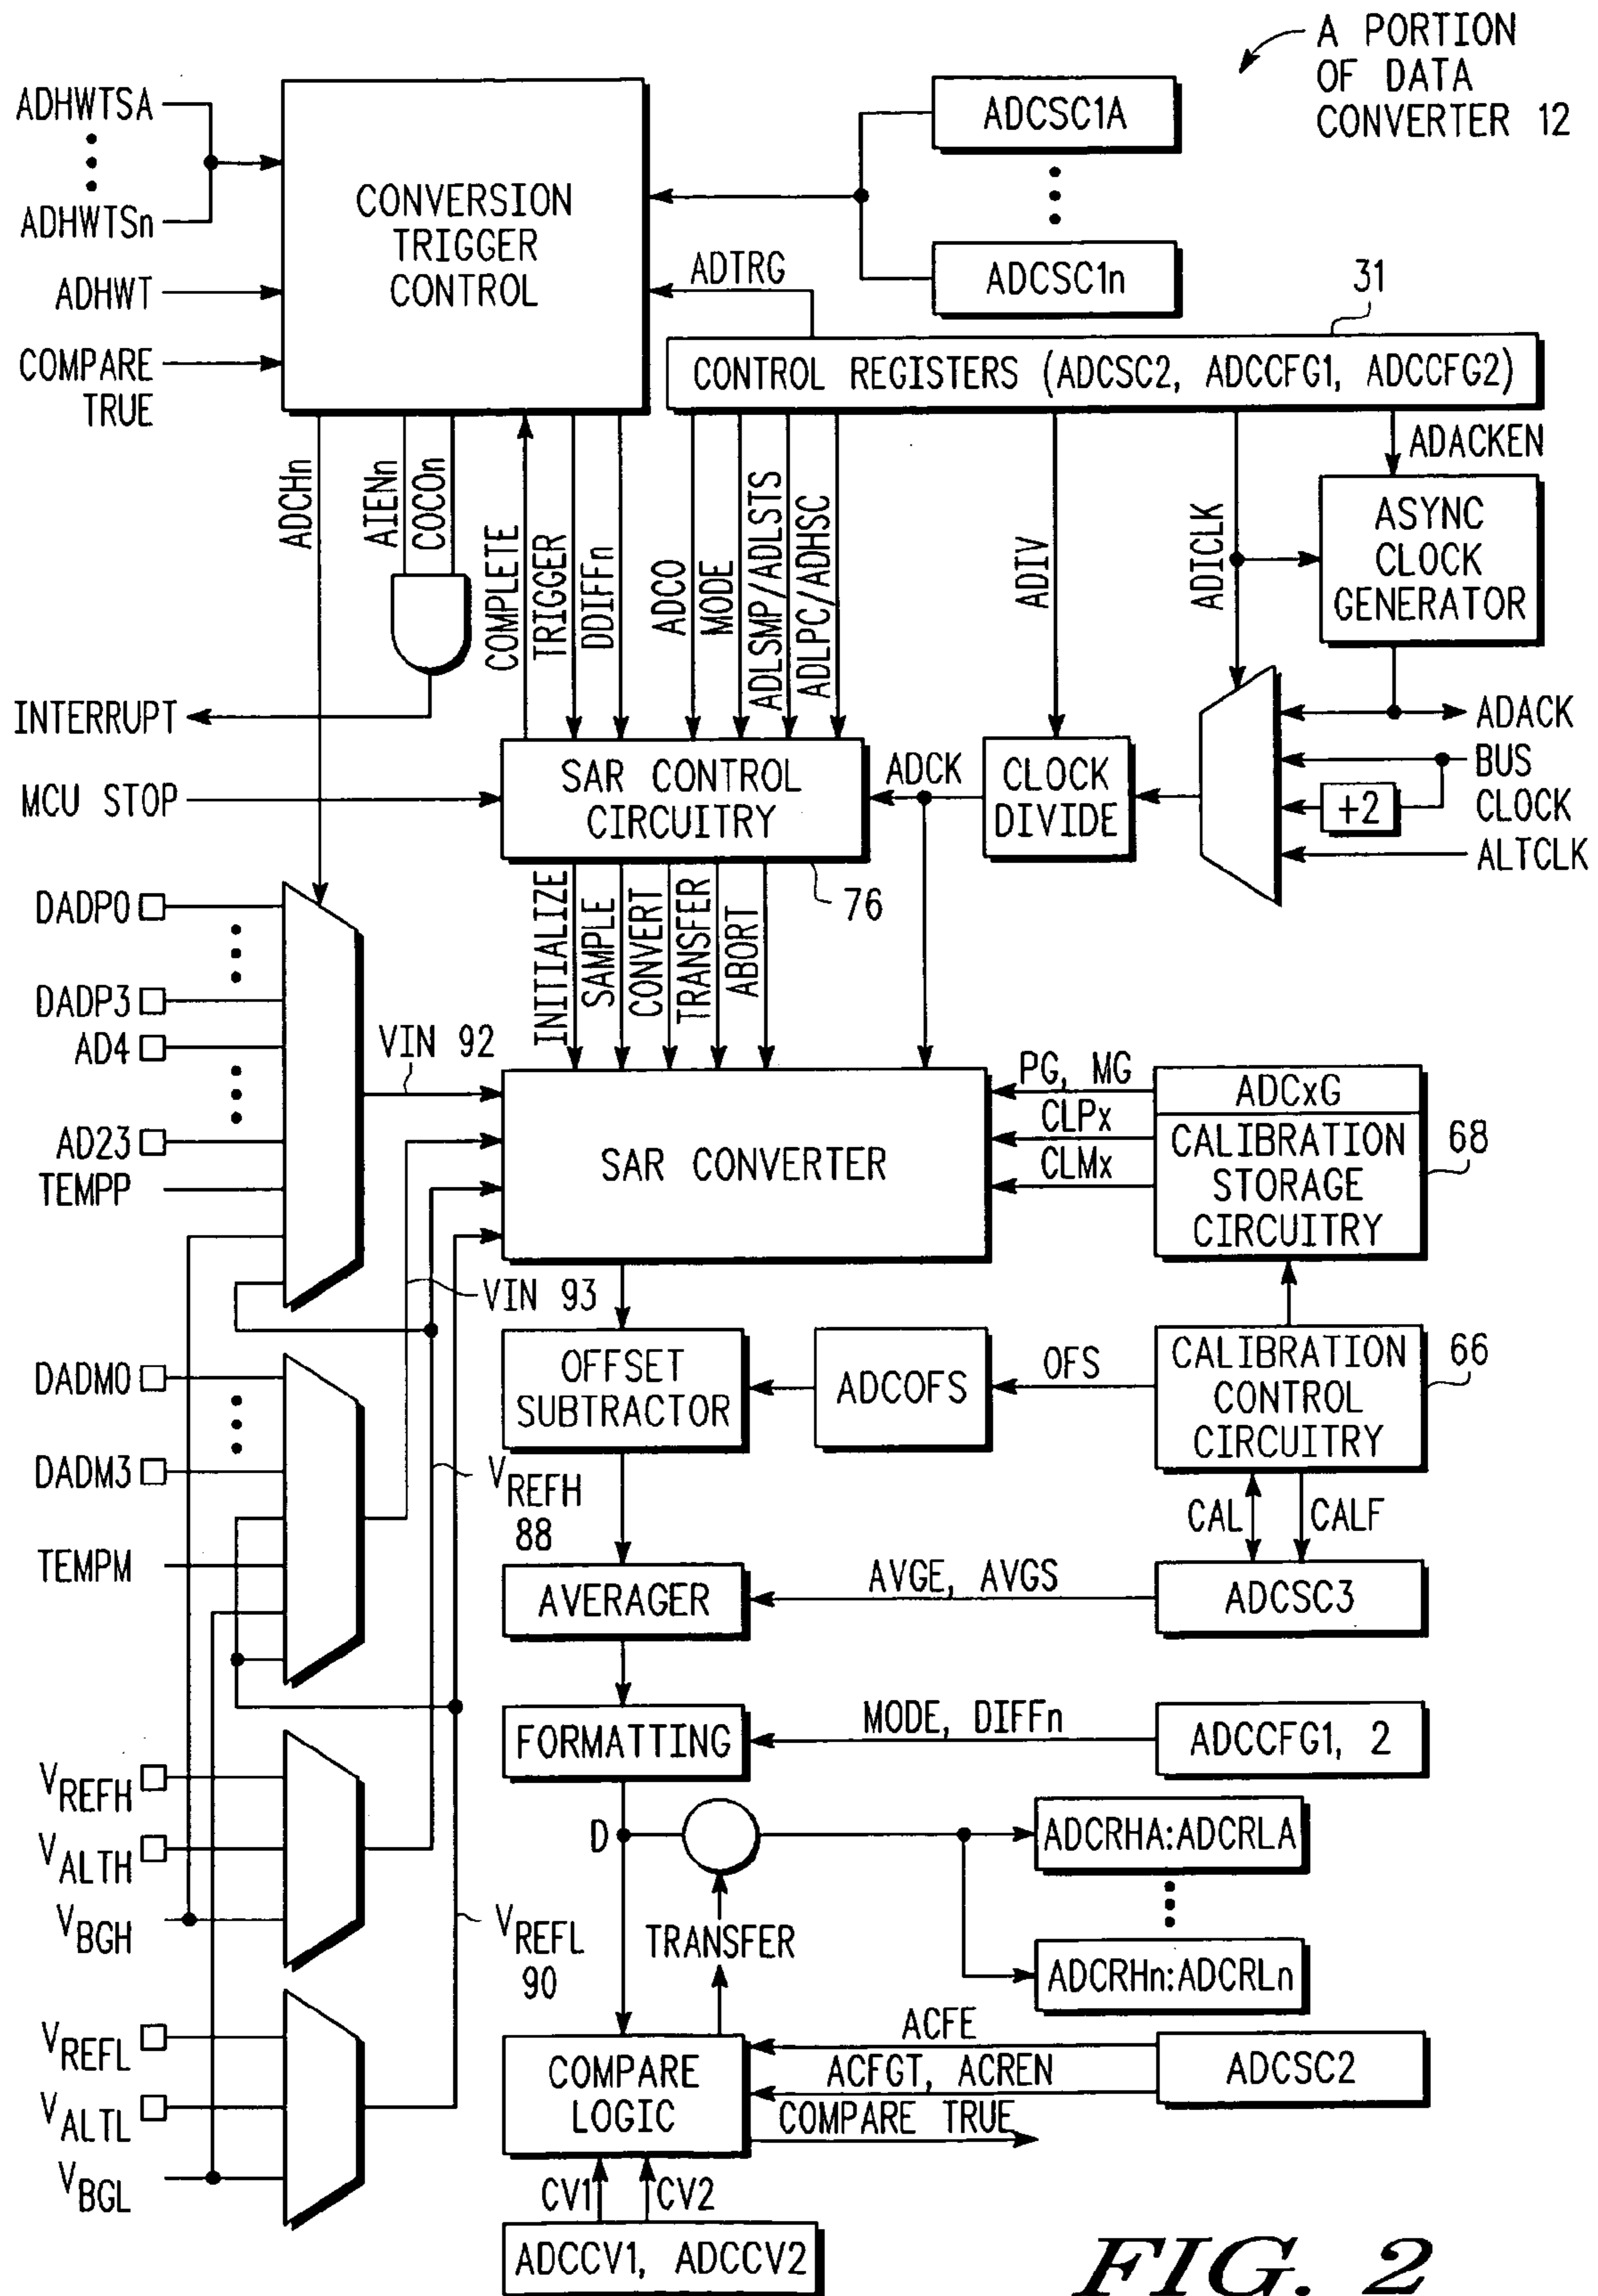 A PORTION
OF DATA
CONVERTER 12
ADHWTSA
ADHWTSn
ADHWT
COMPARE
TRUE
CONVERSION
TRIGGER
CONTROL
ADCSC1A
ADCSC1n
ADTRG
31
CONTROL REGISTERS (ADCSC2, ADCCFG1, ADCCFG2)
ADCHn
AIENn
COCOn
COMPLETE
TRIGGER
DDIFFn
ADCO
MODE
ADLSMP/ADLSTS
ADLPC/ADHSC
ADIV
ADICLK
ADACKEN
ASYNC
CLOCK
GENERATOR
INTERRUPT
MCU STOP
SAR CONTROL
CIRCUITRY
76
ADCK
CLOCK
DIVIDE
ADACK
BUS
CLOCK
+2
ALTCLK
INITIALIZE
SAMPLE
CONVERT
TRANSFER
ABORT
DADP0
DADP3
AD4
AD23
TEMPP
VIN 92
SAR CONVERTER
PG, MG
CLPx
CLMx
ADCxG
CALIBRATION
STORAGE
CIRCUITRY
68
VIN 93
DADM0
DADM3
TEMPM
OFFSET
SUBTRACTOR
ADCOFS
OFS
CALIBRATION
CONTROL
CIRCUITRY
66
VREFH
88
CAL
CALF
AVERAGER
AVGE, AVGS
ADCSC3
FORMATTING
MODE, DIFFn
ADCCFG1, 2
VREFH
VALTH
VBGH
D
ADCRHA:ADCRLA
VREFL
90
TRANSFER
ADCRHn:ADCRLn
VREFL
VALTL
VBGL
COMPARE
LOGIC
ACFE
ACFGT, ACREN
COMPARE TRUE
ADCSC2
CV1
CV2
ADCCV1, ADCCV2
FIG. 2